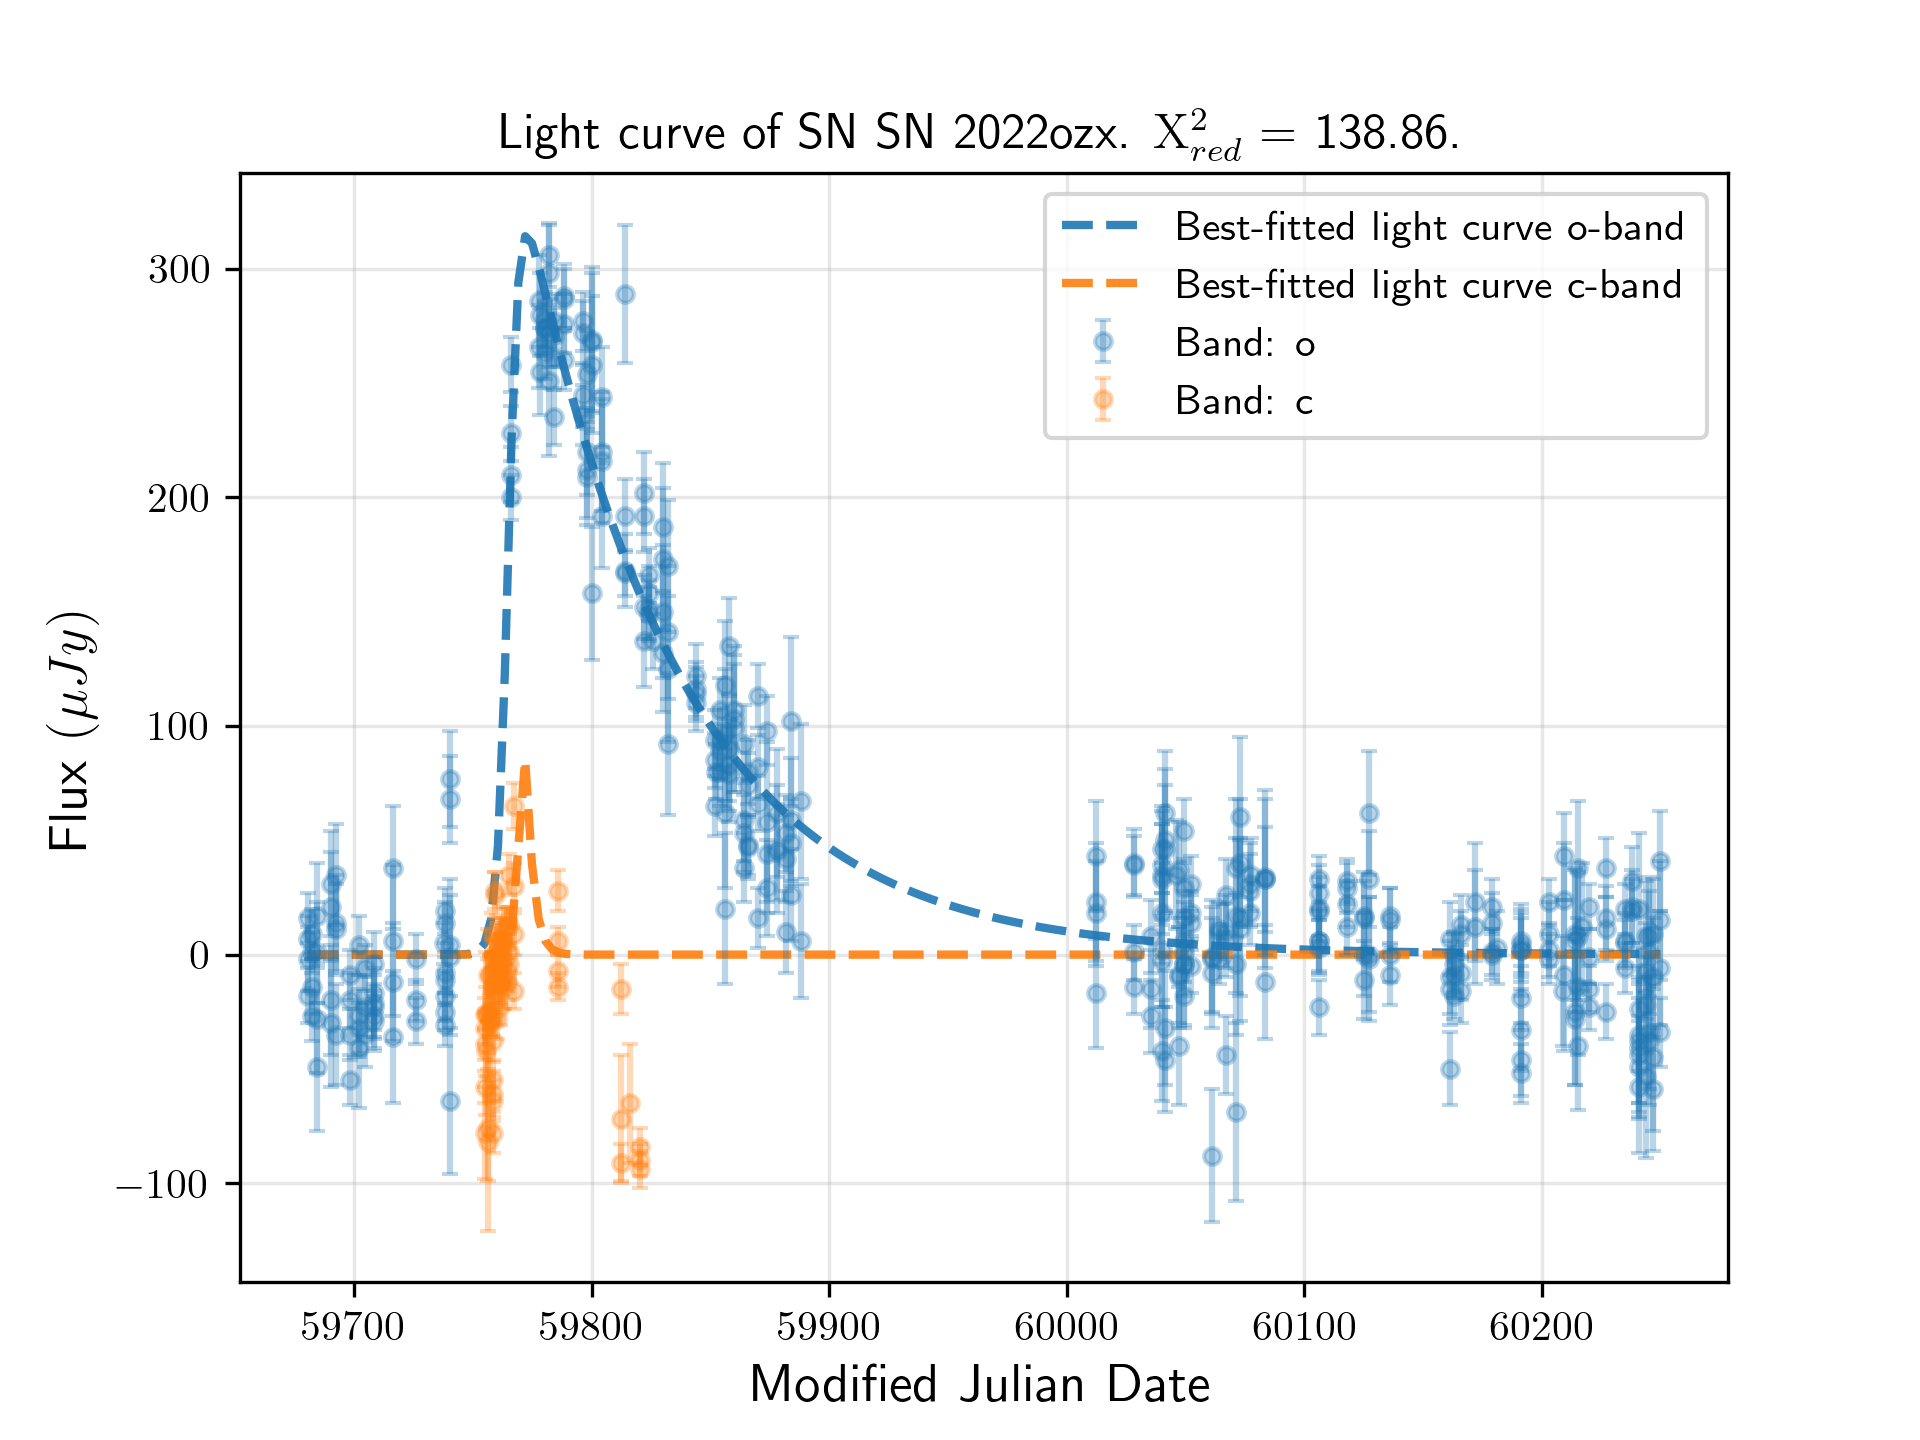 Light curve of SN SN 2022ozx. X²_red = 138.86.
Best-fitted light curve o-band
Best-fitted light curve c-band
Band: o
Band: c
Flux (μJy)
300
200
100
0
−100
59700 59800 59900 60000 60100 60200
Modified Julian Date